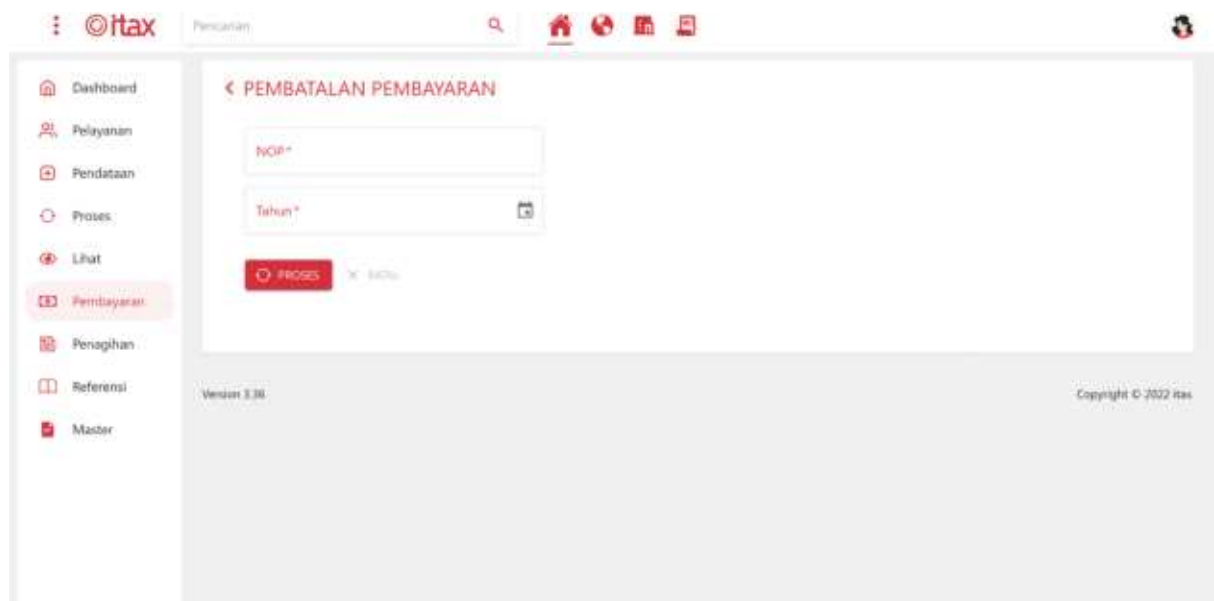 itax
Pencarian
Dashboard
Pelayanan
Pendataan
Proses
Lihat
Pembayaran
Penagihan
Referensi
Master
PEMBATALAN PEMBAYARAN
NOP*
Tahun*
PROSES
Version 3.36
Copyright © 2022 itax